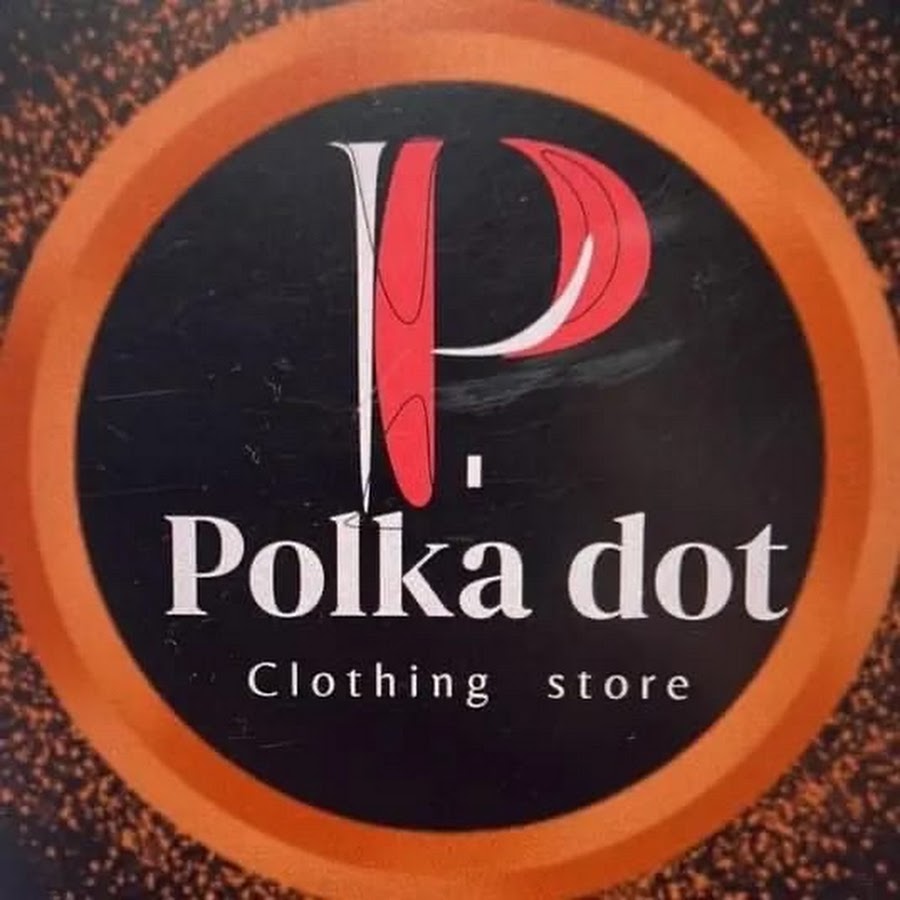 P
Polka dot
Clothing store